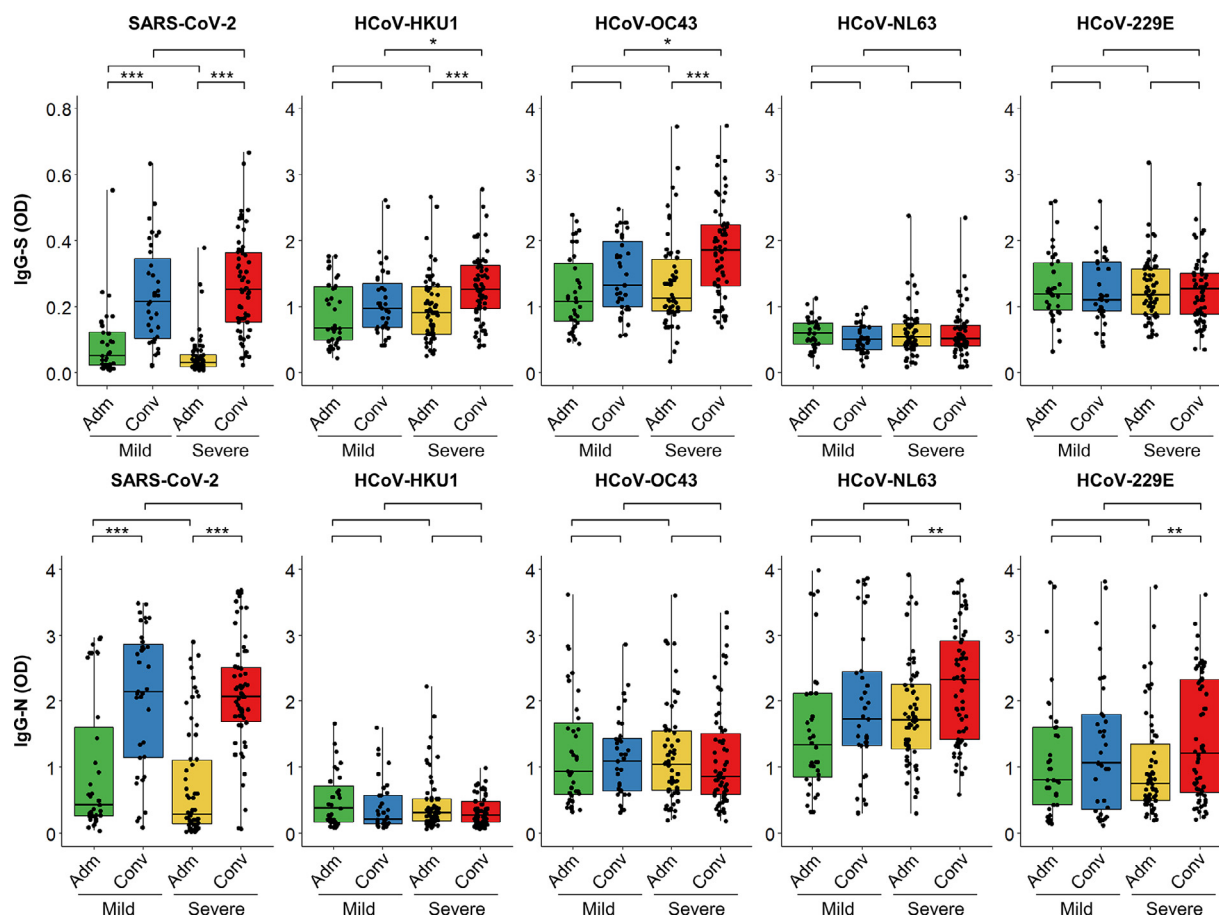 SARS-CoV-2 HCoV-HKU1 HCoV-OC43 HCoV-NL63 HCoV-229E
* *
*** *** *** ***
0.8 4 4 4 4
0.6 3 3 3 3
0.4 2 2 2 2
0.2 1 1 1 1
0.0 0 0 0 0
IgG-S (OD)
Adm Conv Adm Conv Adm Conv Adm Conv Adm Conv Adm Conv Adm Conv Adm Conv Adm Conv Adm Conv
Mild Severe Mild Severe Mild Severe Mild Severe Mild Severe
SARS-CoV-2 HCoV-HKU1 HCoV-OC43 HCoV-NL63 HCoV-229E
*** *** ** **
4 4 4 4 4
3 3 3 3 3
2 2 2 2 2
1 1 1 1 1
0 0 0 0 0
IgG-N (OD)
Adm Conv Adm Conv Adm Conv Adm Conv Adm Conv Adm Conv Adm Conv Adm Conv Adm Conv Adm Conv
Mild Severe Mild Severe Mild Severe Mild Severe Mild Severe